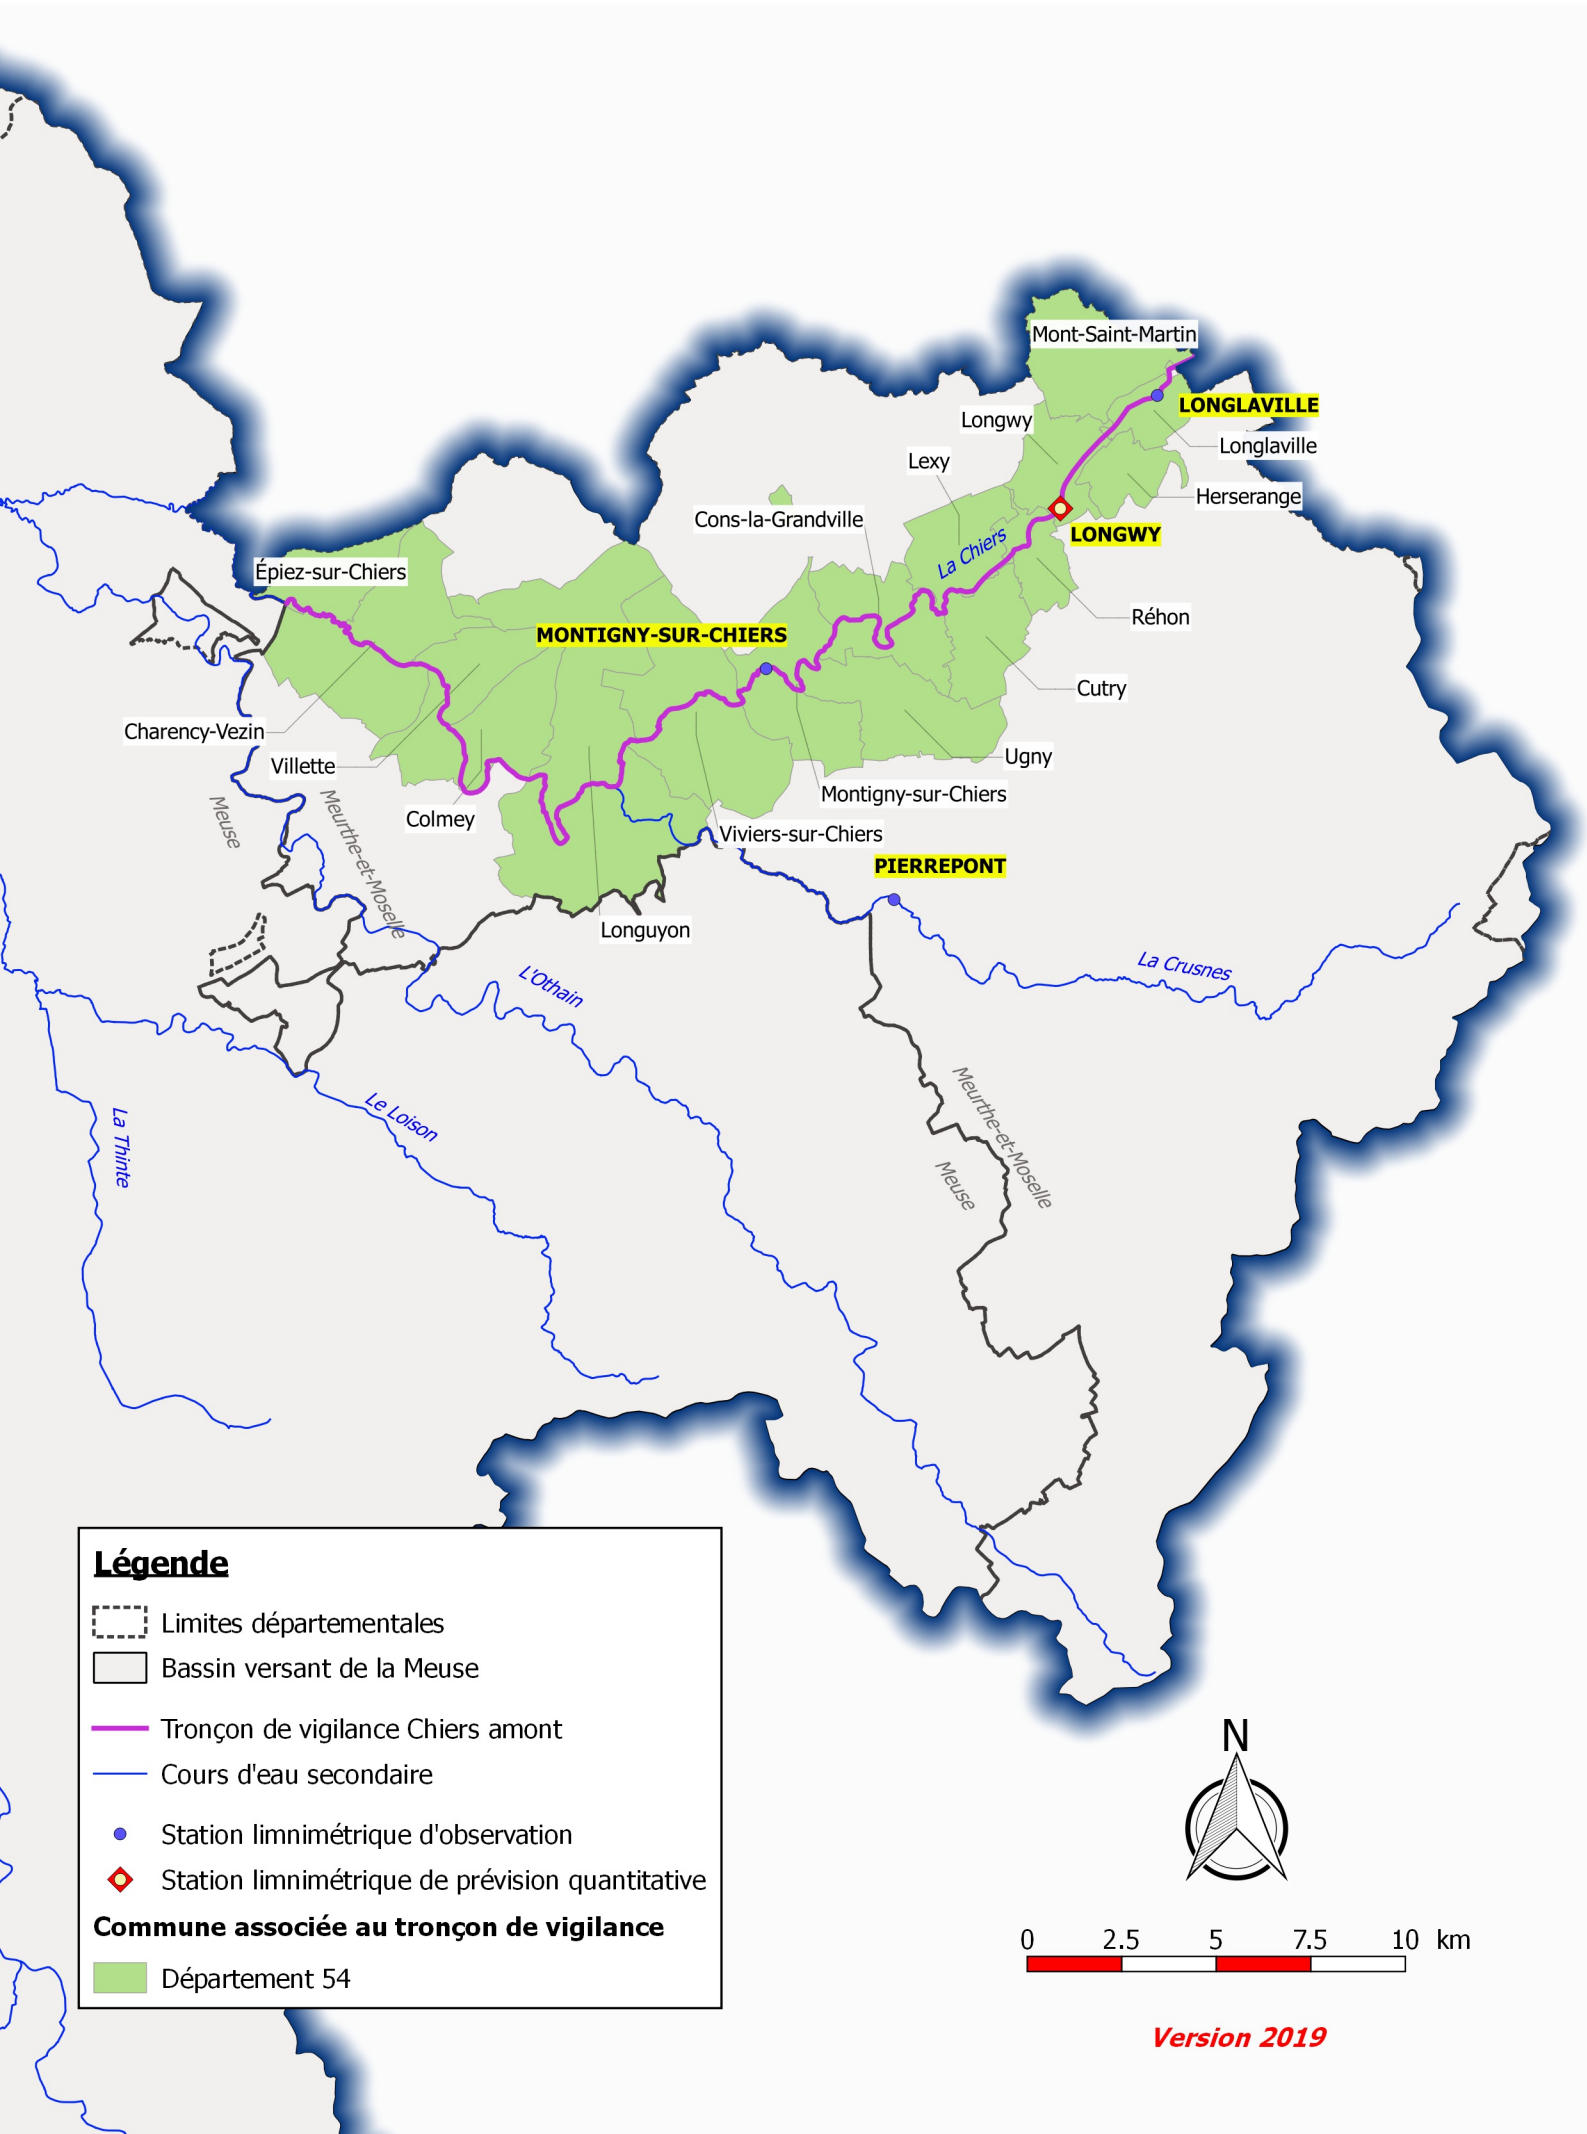 Mont-Saint-Martin
LONGLAVILLE
Longwy
Longlaville
Lexy
Herserange
Cons-la-Grandville
LONGWY
La Chiers
Épiez-sur-Chiers
Réhon
MONTIGNY-SUR-CHIERS
Cutry
Charency-Vezin
Ugny
Villette
Montigny-sur-Chiers
Colmey
Meuse
Meurthe-et-Moselle
Viviers-sur-Chiers
PIERREPONT
Longuyon
La Crusnes
L'Othain
Le Loison
La Thinte
Meurthe-et-Moselle
Meuse
Légende
Limites départementales
Bassin versant de la Meuse
Tronçon de vigilance Chiers amont
Cours d'eau secondaire
Station limnimétrique d'observation
Station limnimétrique de prévision quantitative
Commune associée au tronçon de vigilance
Département 54
N
0 2.5 5 7.5 10 km
Version 2019